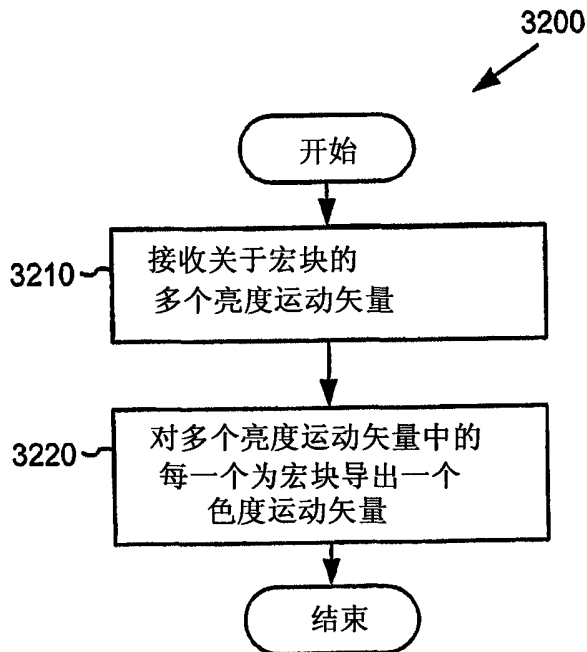 3200
开始
3210
接收关于宏块的
多个亮度运动矢量
3220
对多个亮度运动矢量中的
每一个为宏块导出一个
色度运动矢量
结束